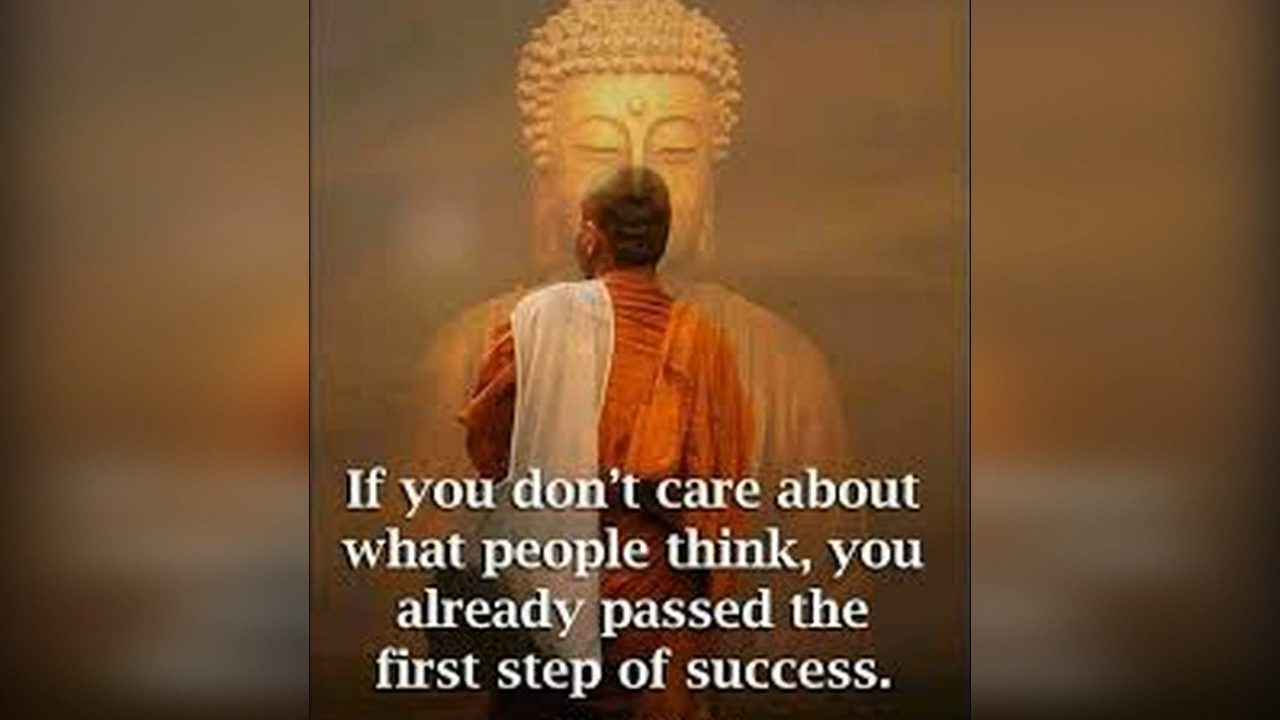 If you don't care about
what people think, you
already passed the
first step of success.